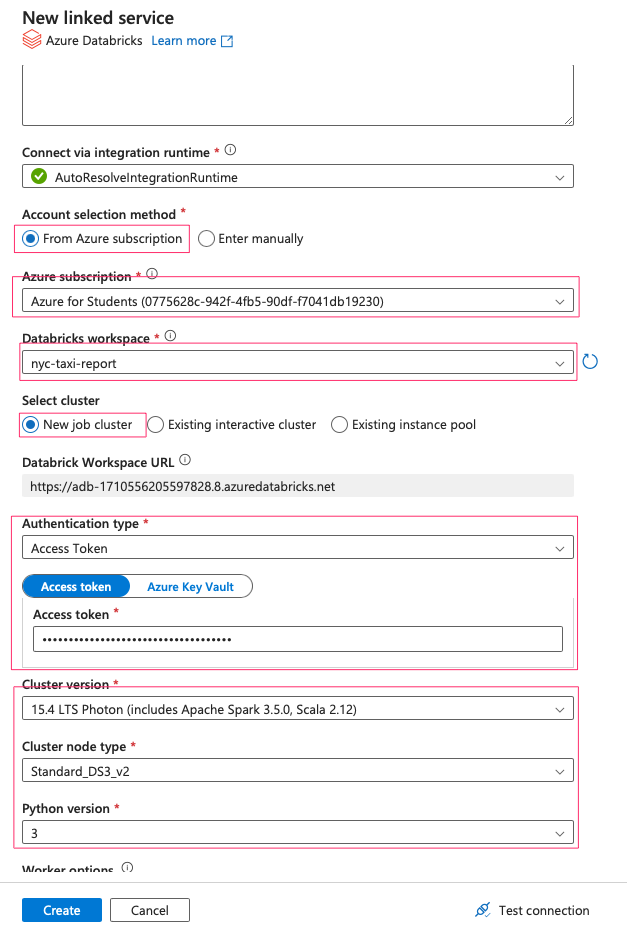 New linked service
Azure Databricks Learn more
Connect via integration runtime *
AutoResolveIntegrationRuntime
Account selection method *
From Azure subscription Enter manually
Azure subscription *
Azure for Students (0775628c-942f-4fb5-90df-f7041db19230)
Databricks workspace *
nyc-taxi-report
Select cluster
New job cluster Existing interactive cluster Existing instance pool
Databrick Workspace URL
https://adb-1710556205597828.8.azuredatabricks.net
Authentication type *
Access Token
Access token Azure Key Vault
Access token *
••••••••••••••••••••••••••••••••••••
Cluster version *
15.4 LTS Photon (includes Apache Spark 3.5.0, Scala 2.12)
Cluster node type *
Standard_DS3_v2
Python version *
3
Worker options
Create Cancel Test connection